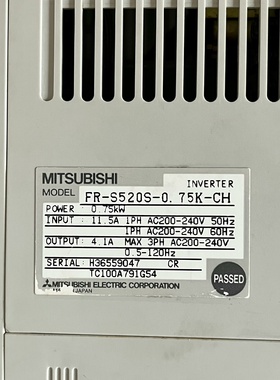 MITSUBISHI INVERTER
MODEL FR-S520S-0.75K-CH
POWER 0.75kW
INPUT : 11.5A 1PH AC200-240V 50Hz
1PH AC200-240V 60Hz
OUTPUT: 4.1A MAX 3PH AC200-240V
0.5-120Hz
SERIAL: H36559047 CR
TC100A791G54
PASSED
MITSUBISHI ELECTRIC CORPORATION
JAPAN